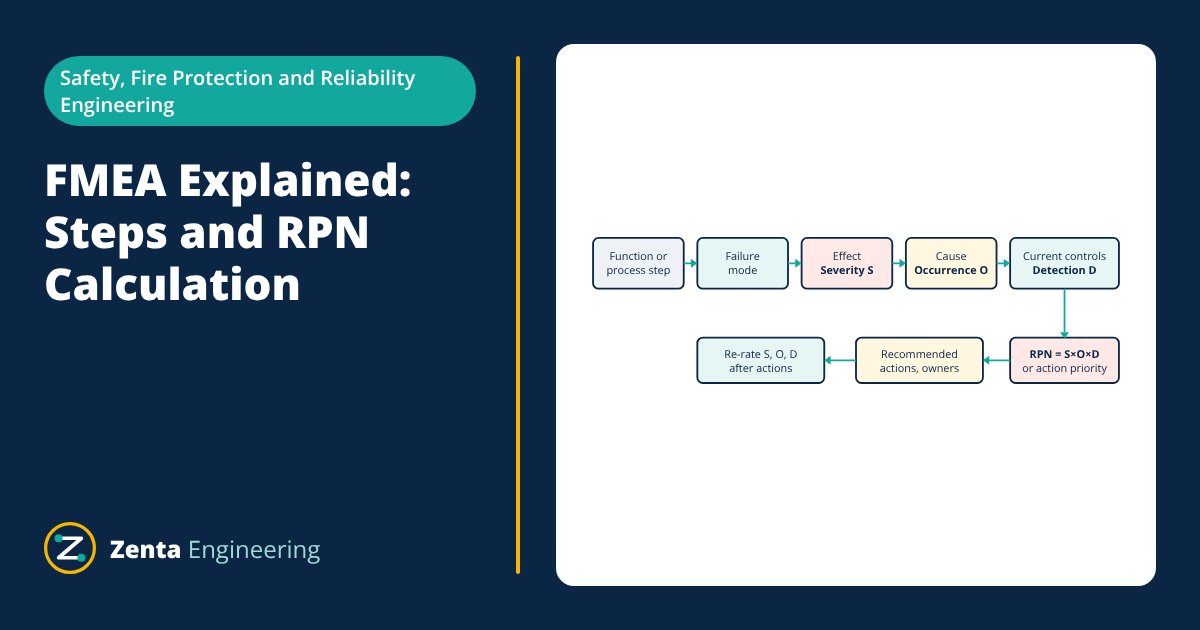 Safety, Fire Protection and Reliability
Engineering
FMEA Explained:
Steps and RPN
Calculation
Zenta Engineering
Function or
process step
Failure
mode
Effect
Severity S
Cause
Occurrence O
Current controls
Detection D
RPN = S×O×D
or action priority
Recommended
actions, owners
Re-rate S, O, D
after actions